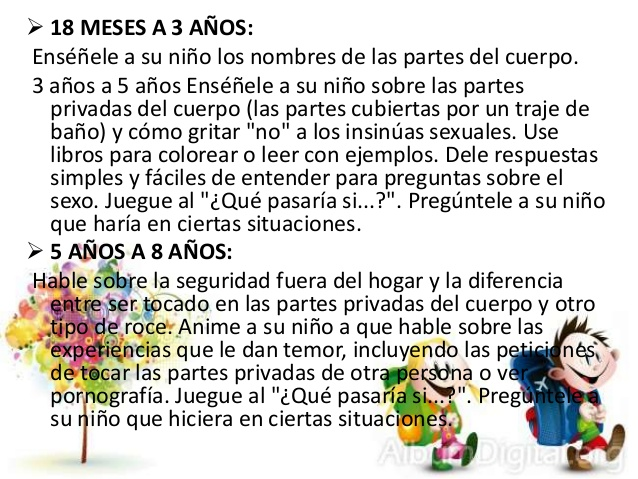 ➢ 18 MESES A 3 AÑOS:
Enséñele a su niño los nombres de las partes del cuerpo.
3 años a 5 años Enséñele a su niño sobre las partes
privadas del cuerpo (las partes cubiertas por un traje de
baño) y cómo gritar "no" a los insinúas sexuales. Use
libros para colorear o leer con ejemplos. Dele respuestas
simples y fáciles de entender para preguntas sobre el
sexo. Juegue al "¿Qué pasaría si...?". Pregúntele a su niño
que haría en ciertas situaciones.
➢ 5 AÑOS A 8 AÑOS:
Hable sobre la seguridad fuera del hogar y la diferencia
entre ser tocado en las partes privadas del cuerpo y otro
tipo de roce. Anime a su niño a que hable sobre las
experiencias que le dan temor, incluyendo las peticiones
de tocar las partes privadas de otra persona o ver
pornografía. Juegue al "¿Qué pasaría si...?". Pregúntele a
su niño que hiciera en ciertas situaciones.
AlbumDigital.org